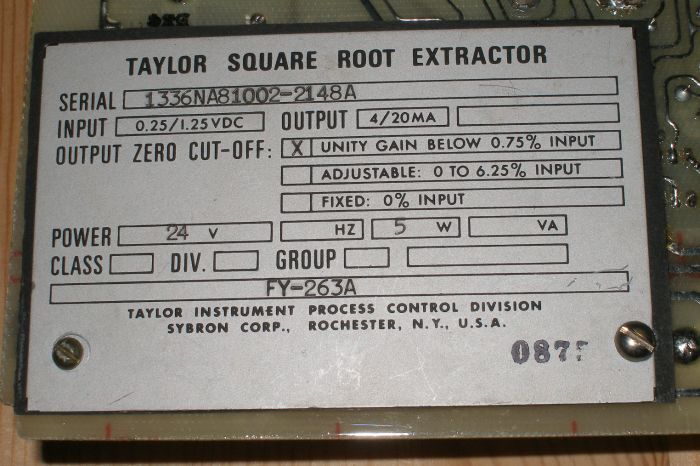 TAYLOR SQUARE ROOT EXTRACTOR
SERIAL 1336NA81002-2148A
INPUT 0.25/1.25VDC OUTPUT 4/20MA
OUTPUT ZERO CUT-OFF: X UNITY GAIN BELOW 0.75% INPUT
ADJUSTABLE: 0 TO 6.25% INPUT
FIXED: 0% INPUT
POWER 24 V HZ 5 W VA
CLASS DIV. GROUP
FY-263A
TAYLOR INSTRUMENT PROCESS CONTROL DIVISION
SYBRON CORP., ROCHESTER, N.Y., U.S.A.